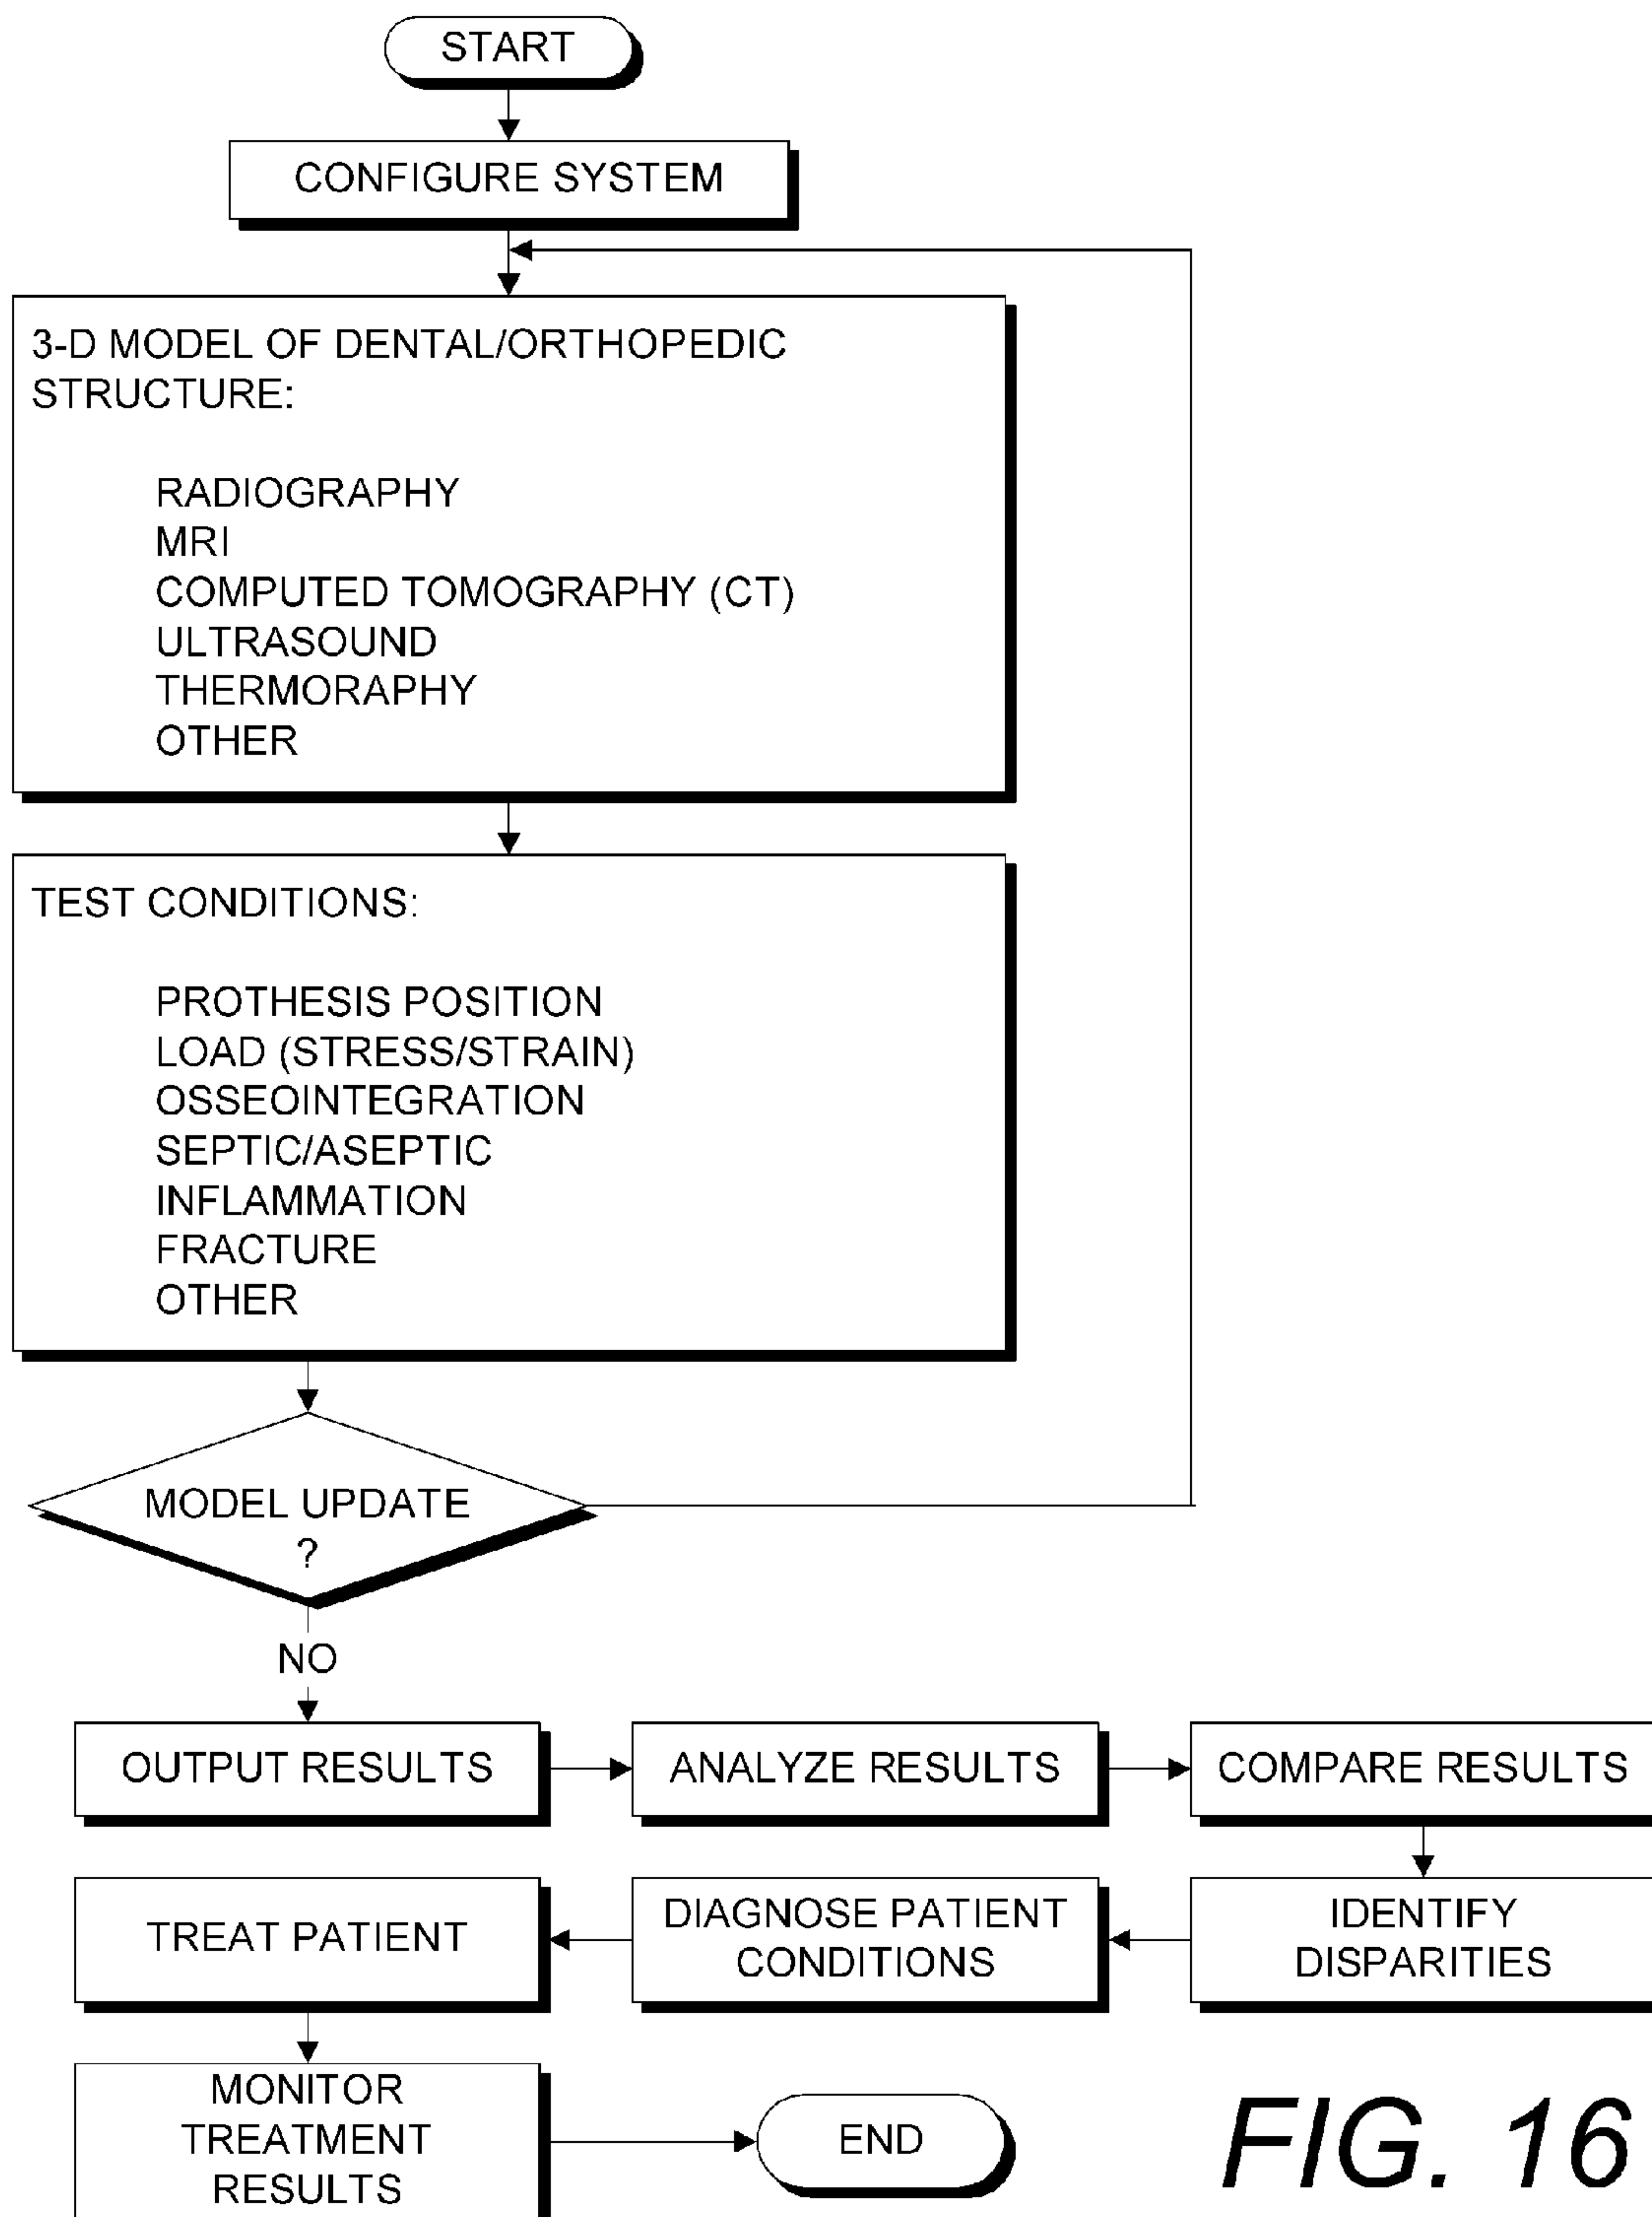 START
CONFIGURE SYSTEM
3-D MODEL OF DENTAL/ORTHOPEDIC
STRUCTURE:
RADIOGRAPHY
MRI
COMPUTED TOMOGRAPHY (CT)
ULTRASOUND
THERMORAPHY
OTHER
TEST CONDITIONS:
PROTHESIS POSITION
LOAD (STRESS/STRAIN)
OSSEOINTEGRATION
SEPTIC/ASEPTIC
INFLAMMATION
FRACTURE
OTHER
MODEL UPDATE
?
NO
OUTPUT RESULTS
ANALYZE RESULTS
COMPARE RESULTS
IDENTIFY
DISPARITIES
DIAGNOSE PATIENT
CONDITIONS
TREAT PATIENT
MONITOR
TREATMENT
RESULTS
END
FIG. 16